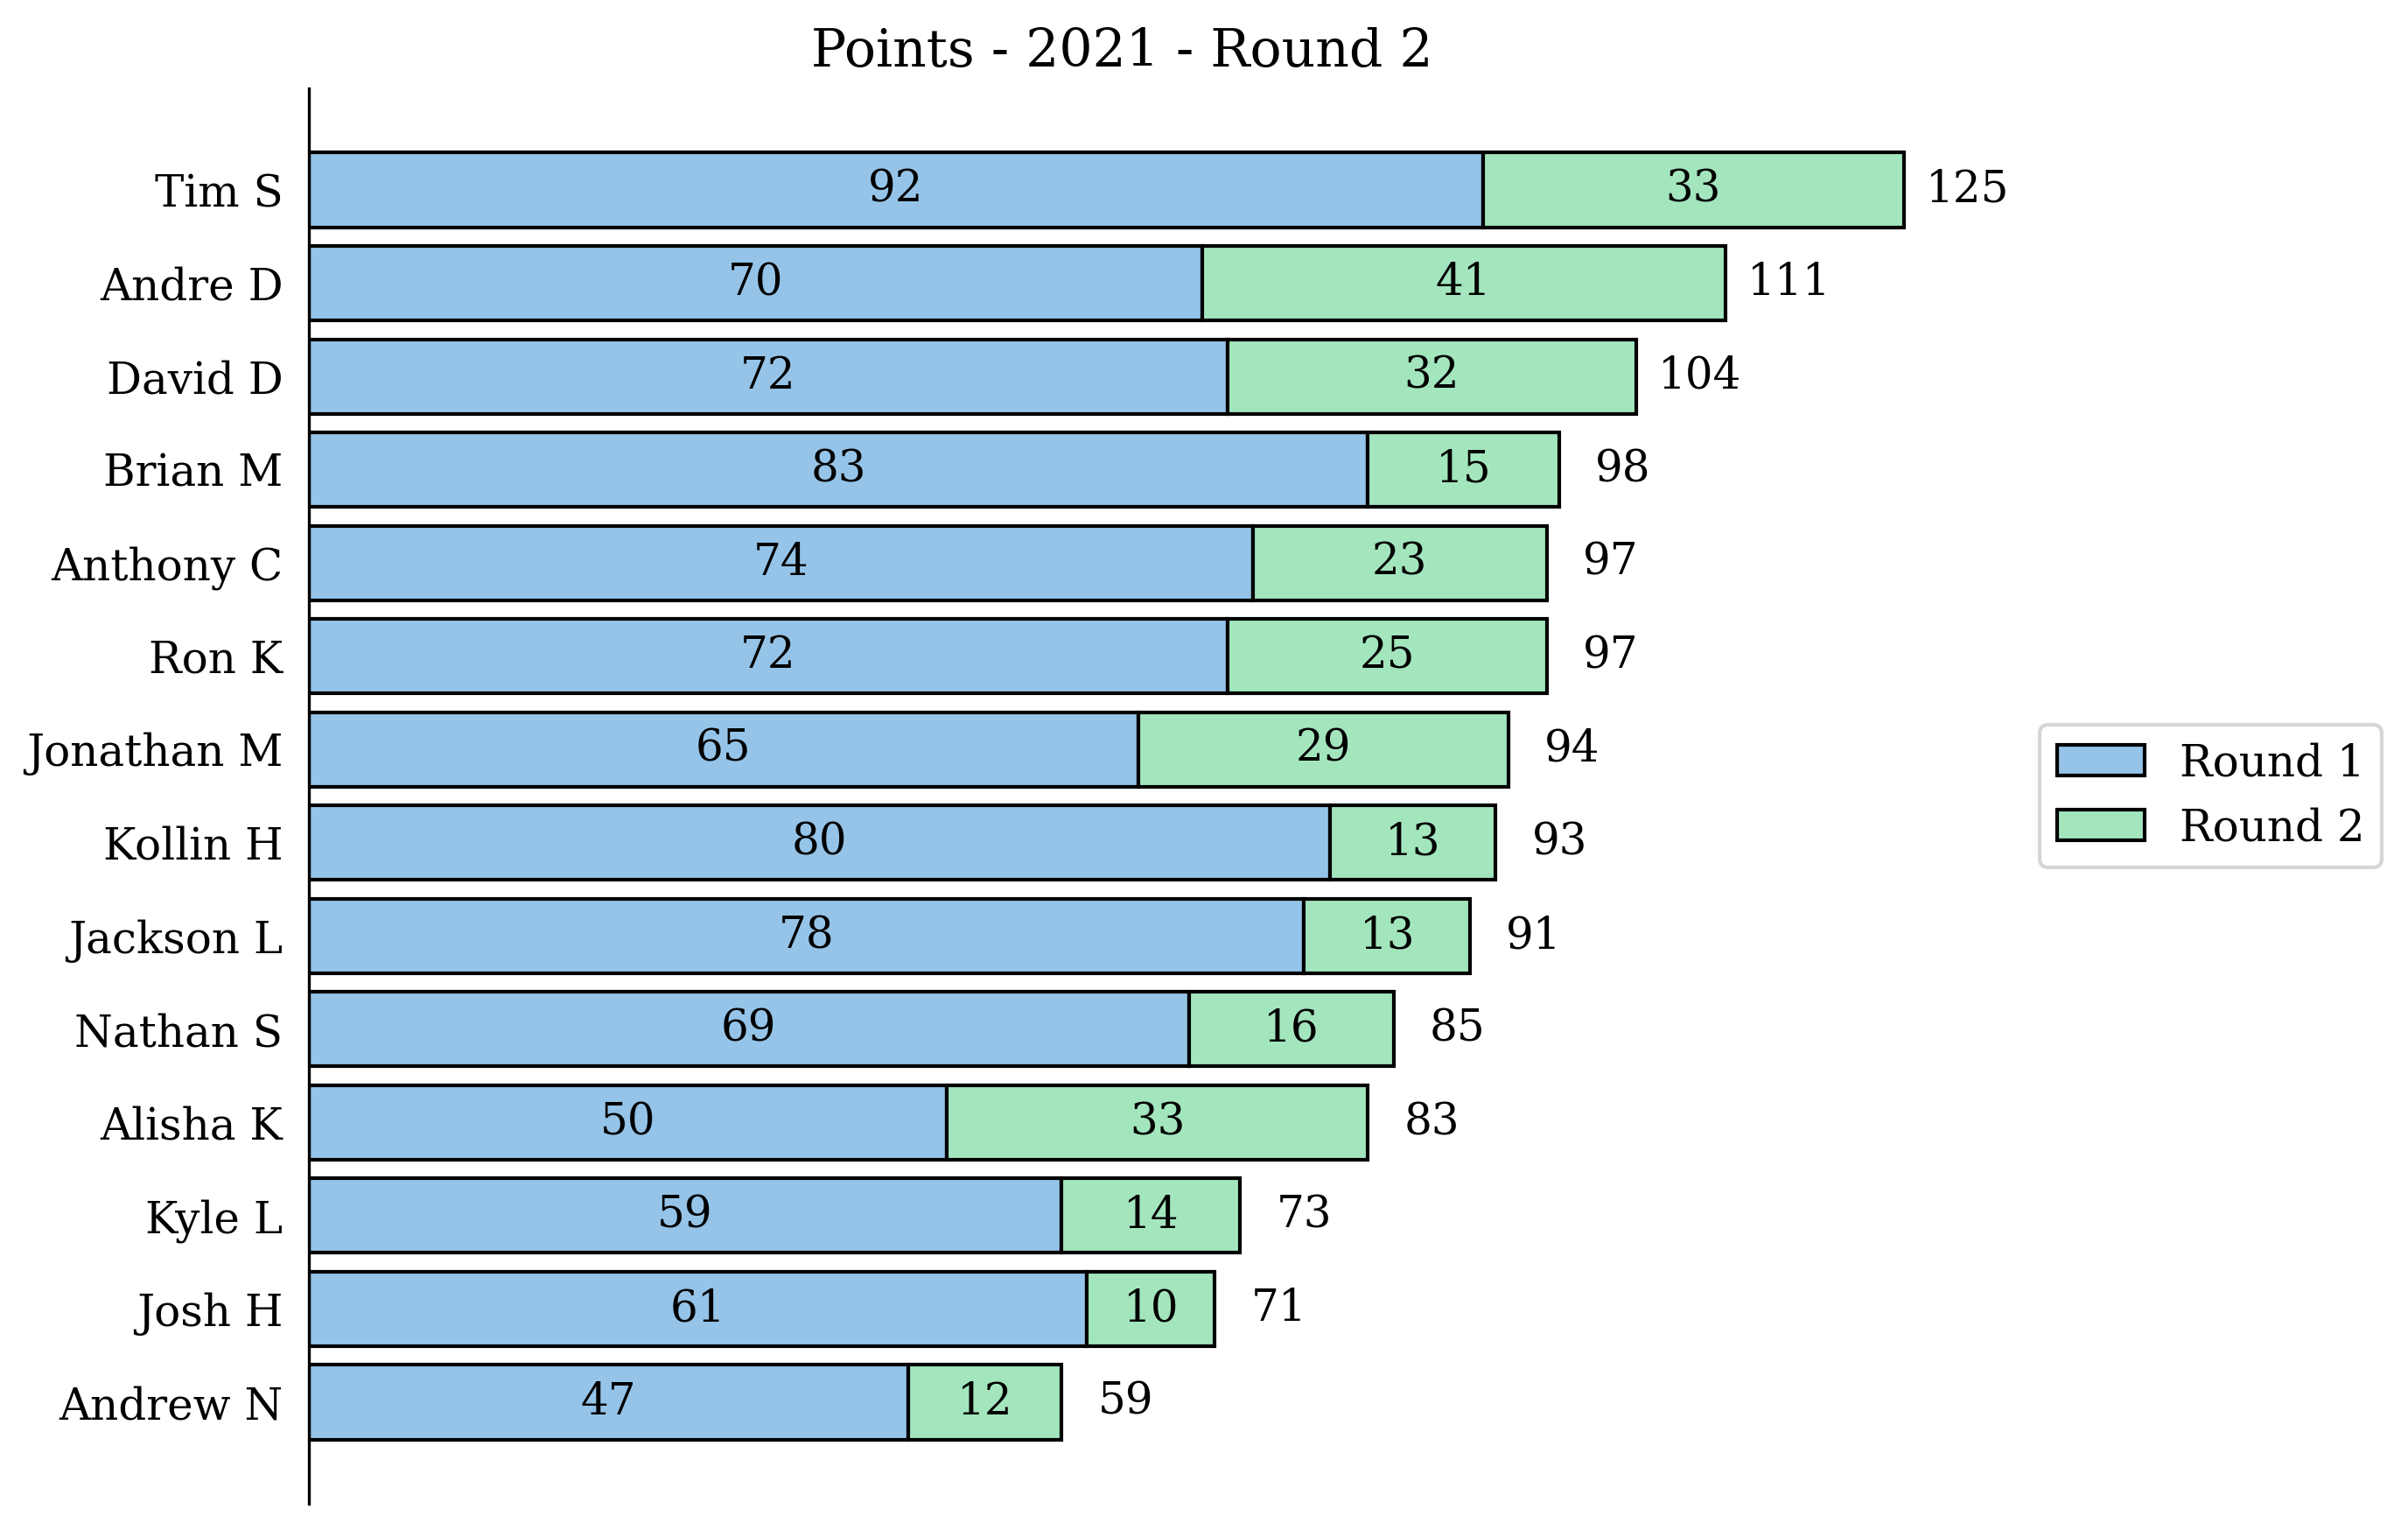 Points - 2021 - Round 2
Tim S 92 33 125
Andre D 70 41 111
David D 72 32 104
Brian M 83 15 98
Anthony C 74 23 97
Ron K 72 25 97
Jonathan M 65 29 94
Kollin H 80 13 93
Jackson L 78 13 91
Nathan S 69 16 85
Alisha K 50 33 83
Kyle L 59 14 73
Josh H 61 10 71
Andrew N 47 12 59
Round 1
Round 2